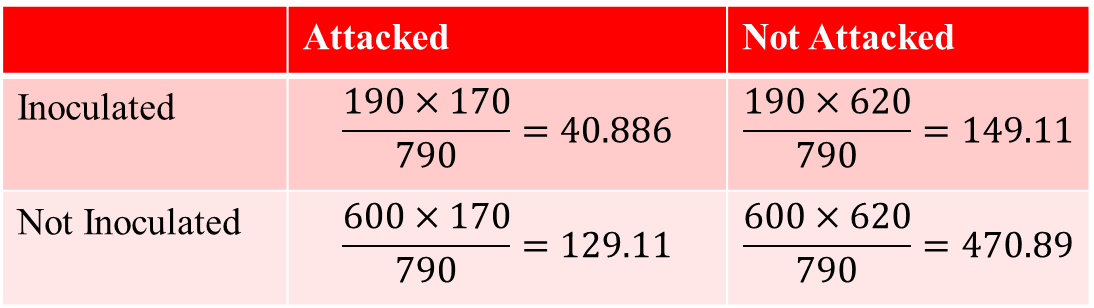 Attacked Not Attacked
Inoculated 190 × 170 / 790 = 40.886 190 × 620 / 790 = 149.11
Not Inoculated 600 × 170 / 790 = 129.11 600 × 620 / 790 = 470.89